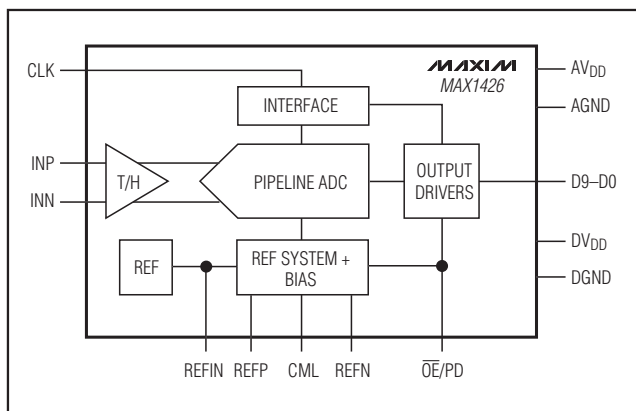 MAXIM
MAX1426
CLK
INTERFACE
AVDD
AGND
INP
INN
T/H
PIPELINE ADC
OUTPUT
DRIVERS
D9–D0
REF
REF SYSTEM +
BIAS
DVDD
DGND
REFIN
REFP
CML
REFN
OE/PD